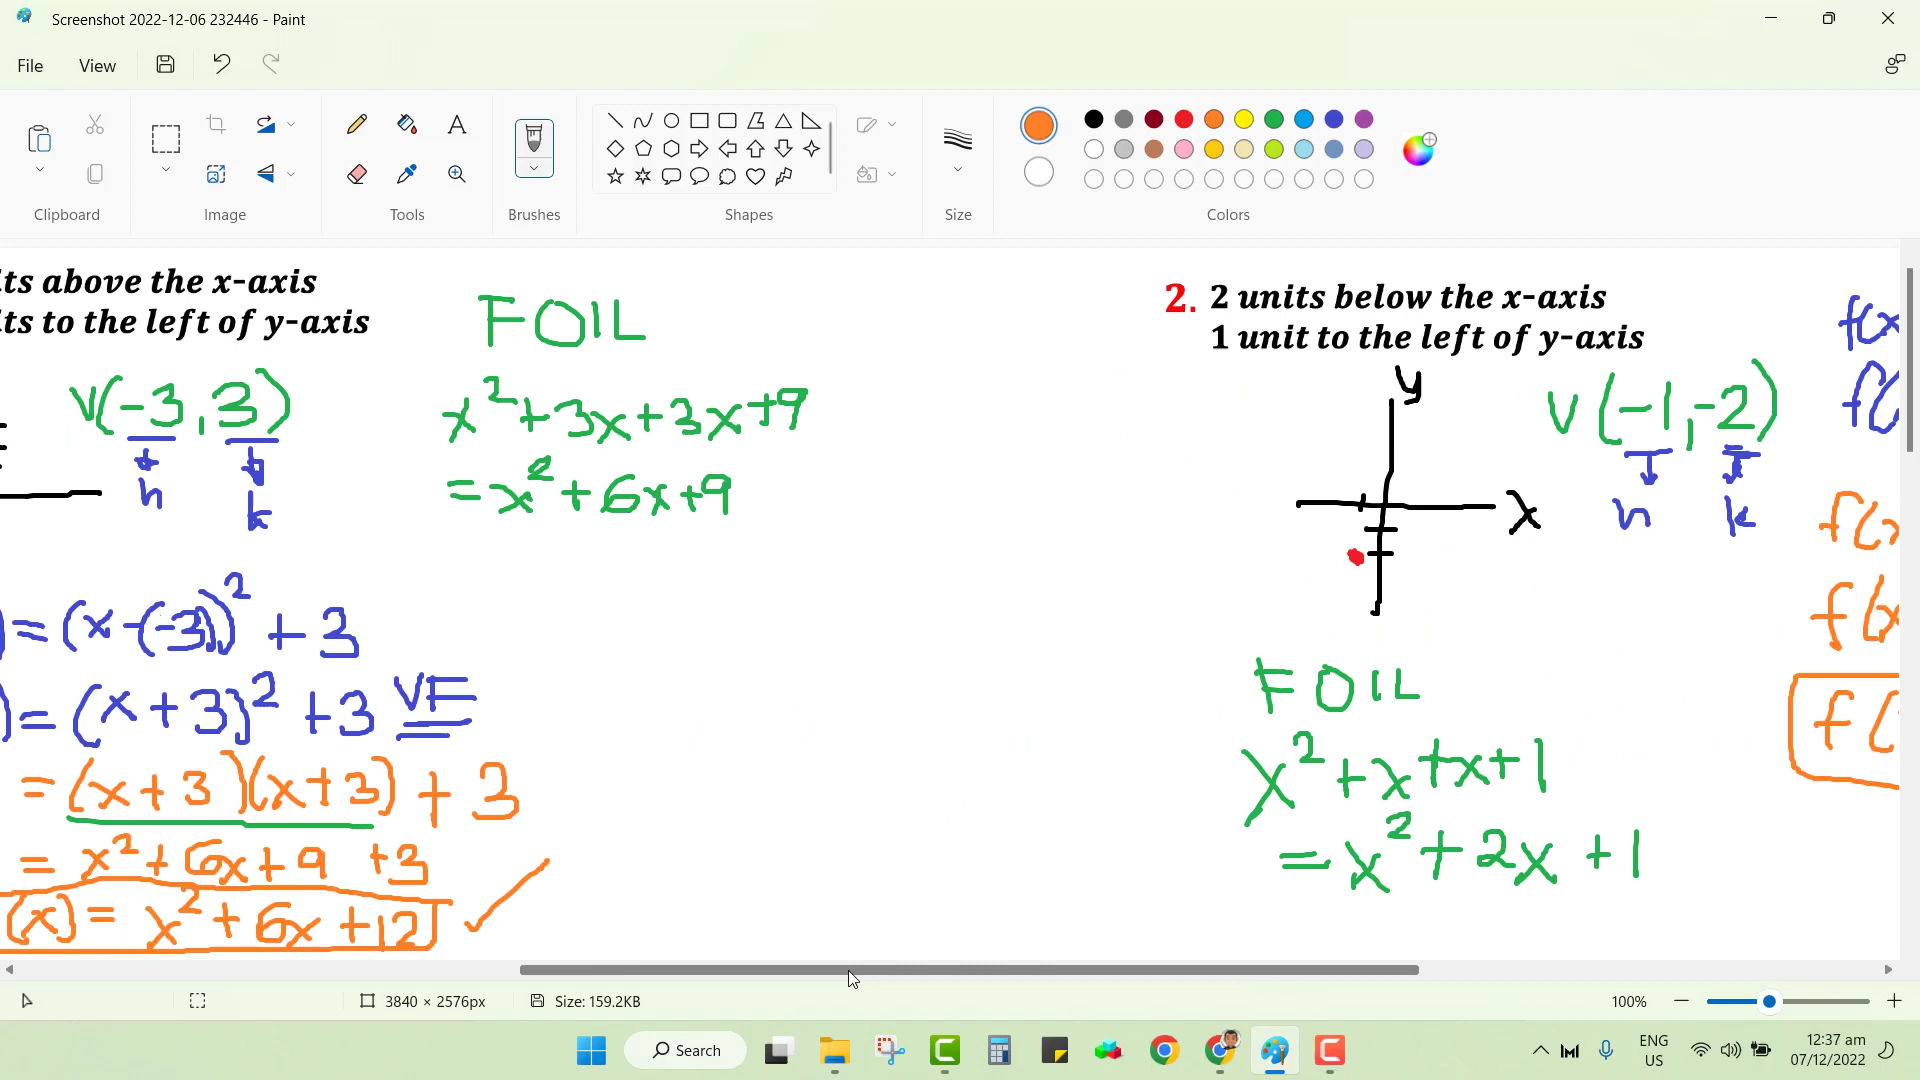 Screenshot 2022-12-06 232446 - Paint
File View
Clipboard
Image
Tools
Brushes
Shapes
Size
Colors
its above the x-axis
its to the left of y-axis
V(-3,3)
h
k
) = (x-(-3))² + 3
) = (x+3)² +3 VF
= (x+3)(x+3) + 3
= x²+6x+9 +3
(x) = x²+6x+12
FOIL
x²+3x+3x+9
=x²+6x+9
2. 2 units below the x-axis
1 unit to the left of y-axis
y
x
V(-1,-2)
h
k
FOIL
x²+x+x+1
=x²+2x+1
f(x
f(
f(x
f(x
f(
3840 × 2576px
Size: 159.2KB
100%
Search
ENG
US
12:37 am
07/12/2022